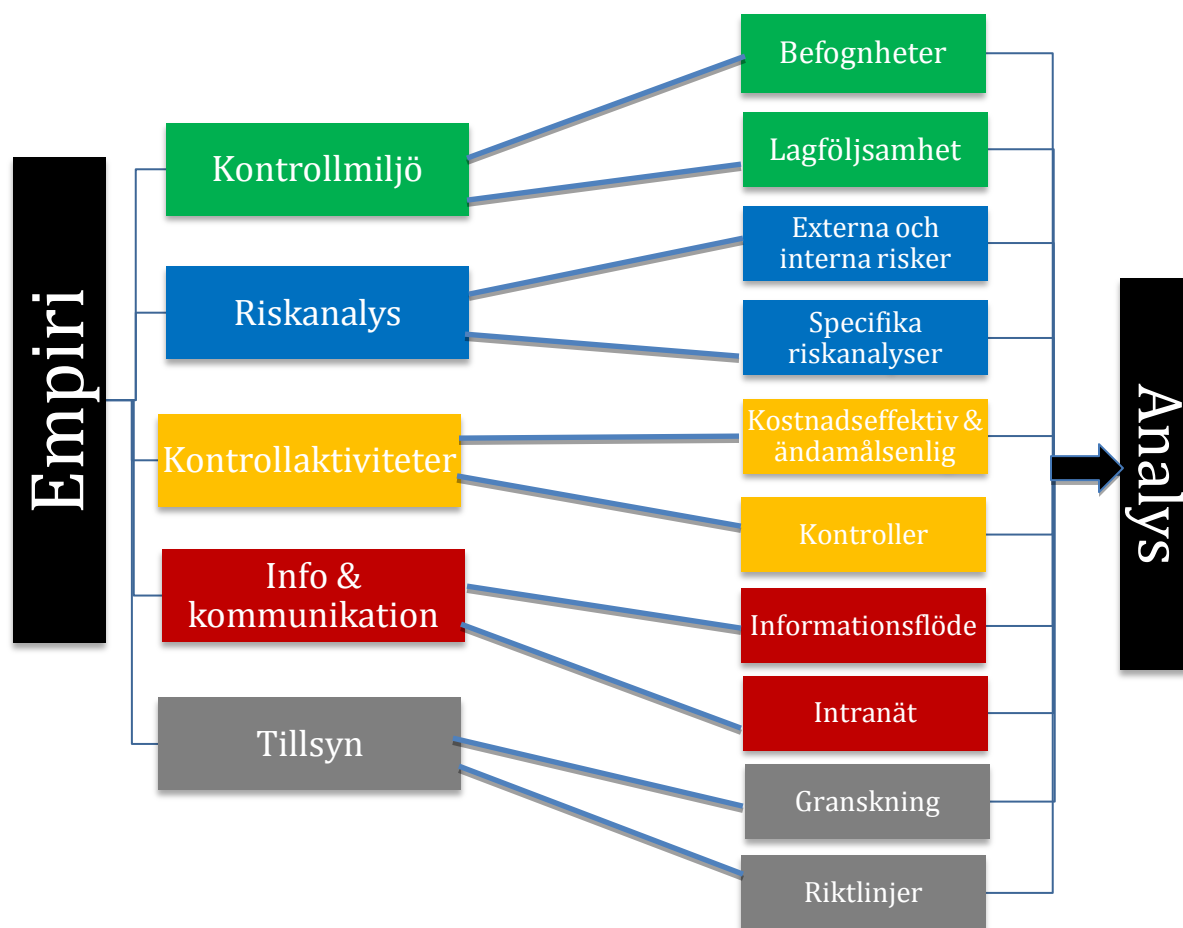 Empiri
Kontrollmiljö
Riskanalys
Kontrollaktiviteter
Info &
kommunikation
Tillsyn
Befognheter
Lagföljsamhet
Externa och
interna risker
Specifika
riskanalyser
Kostnadseffektiv &
ändamålsenlig
Kontroller
Informationsflöde
Intranät
Granskning
Riktlinjer
Analys